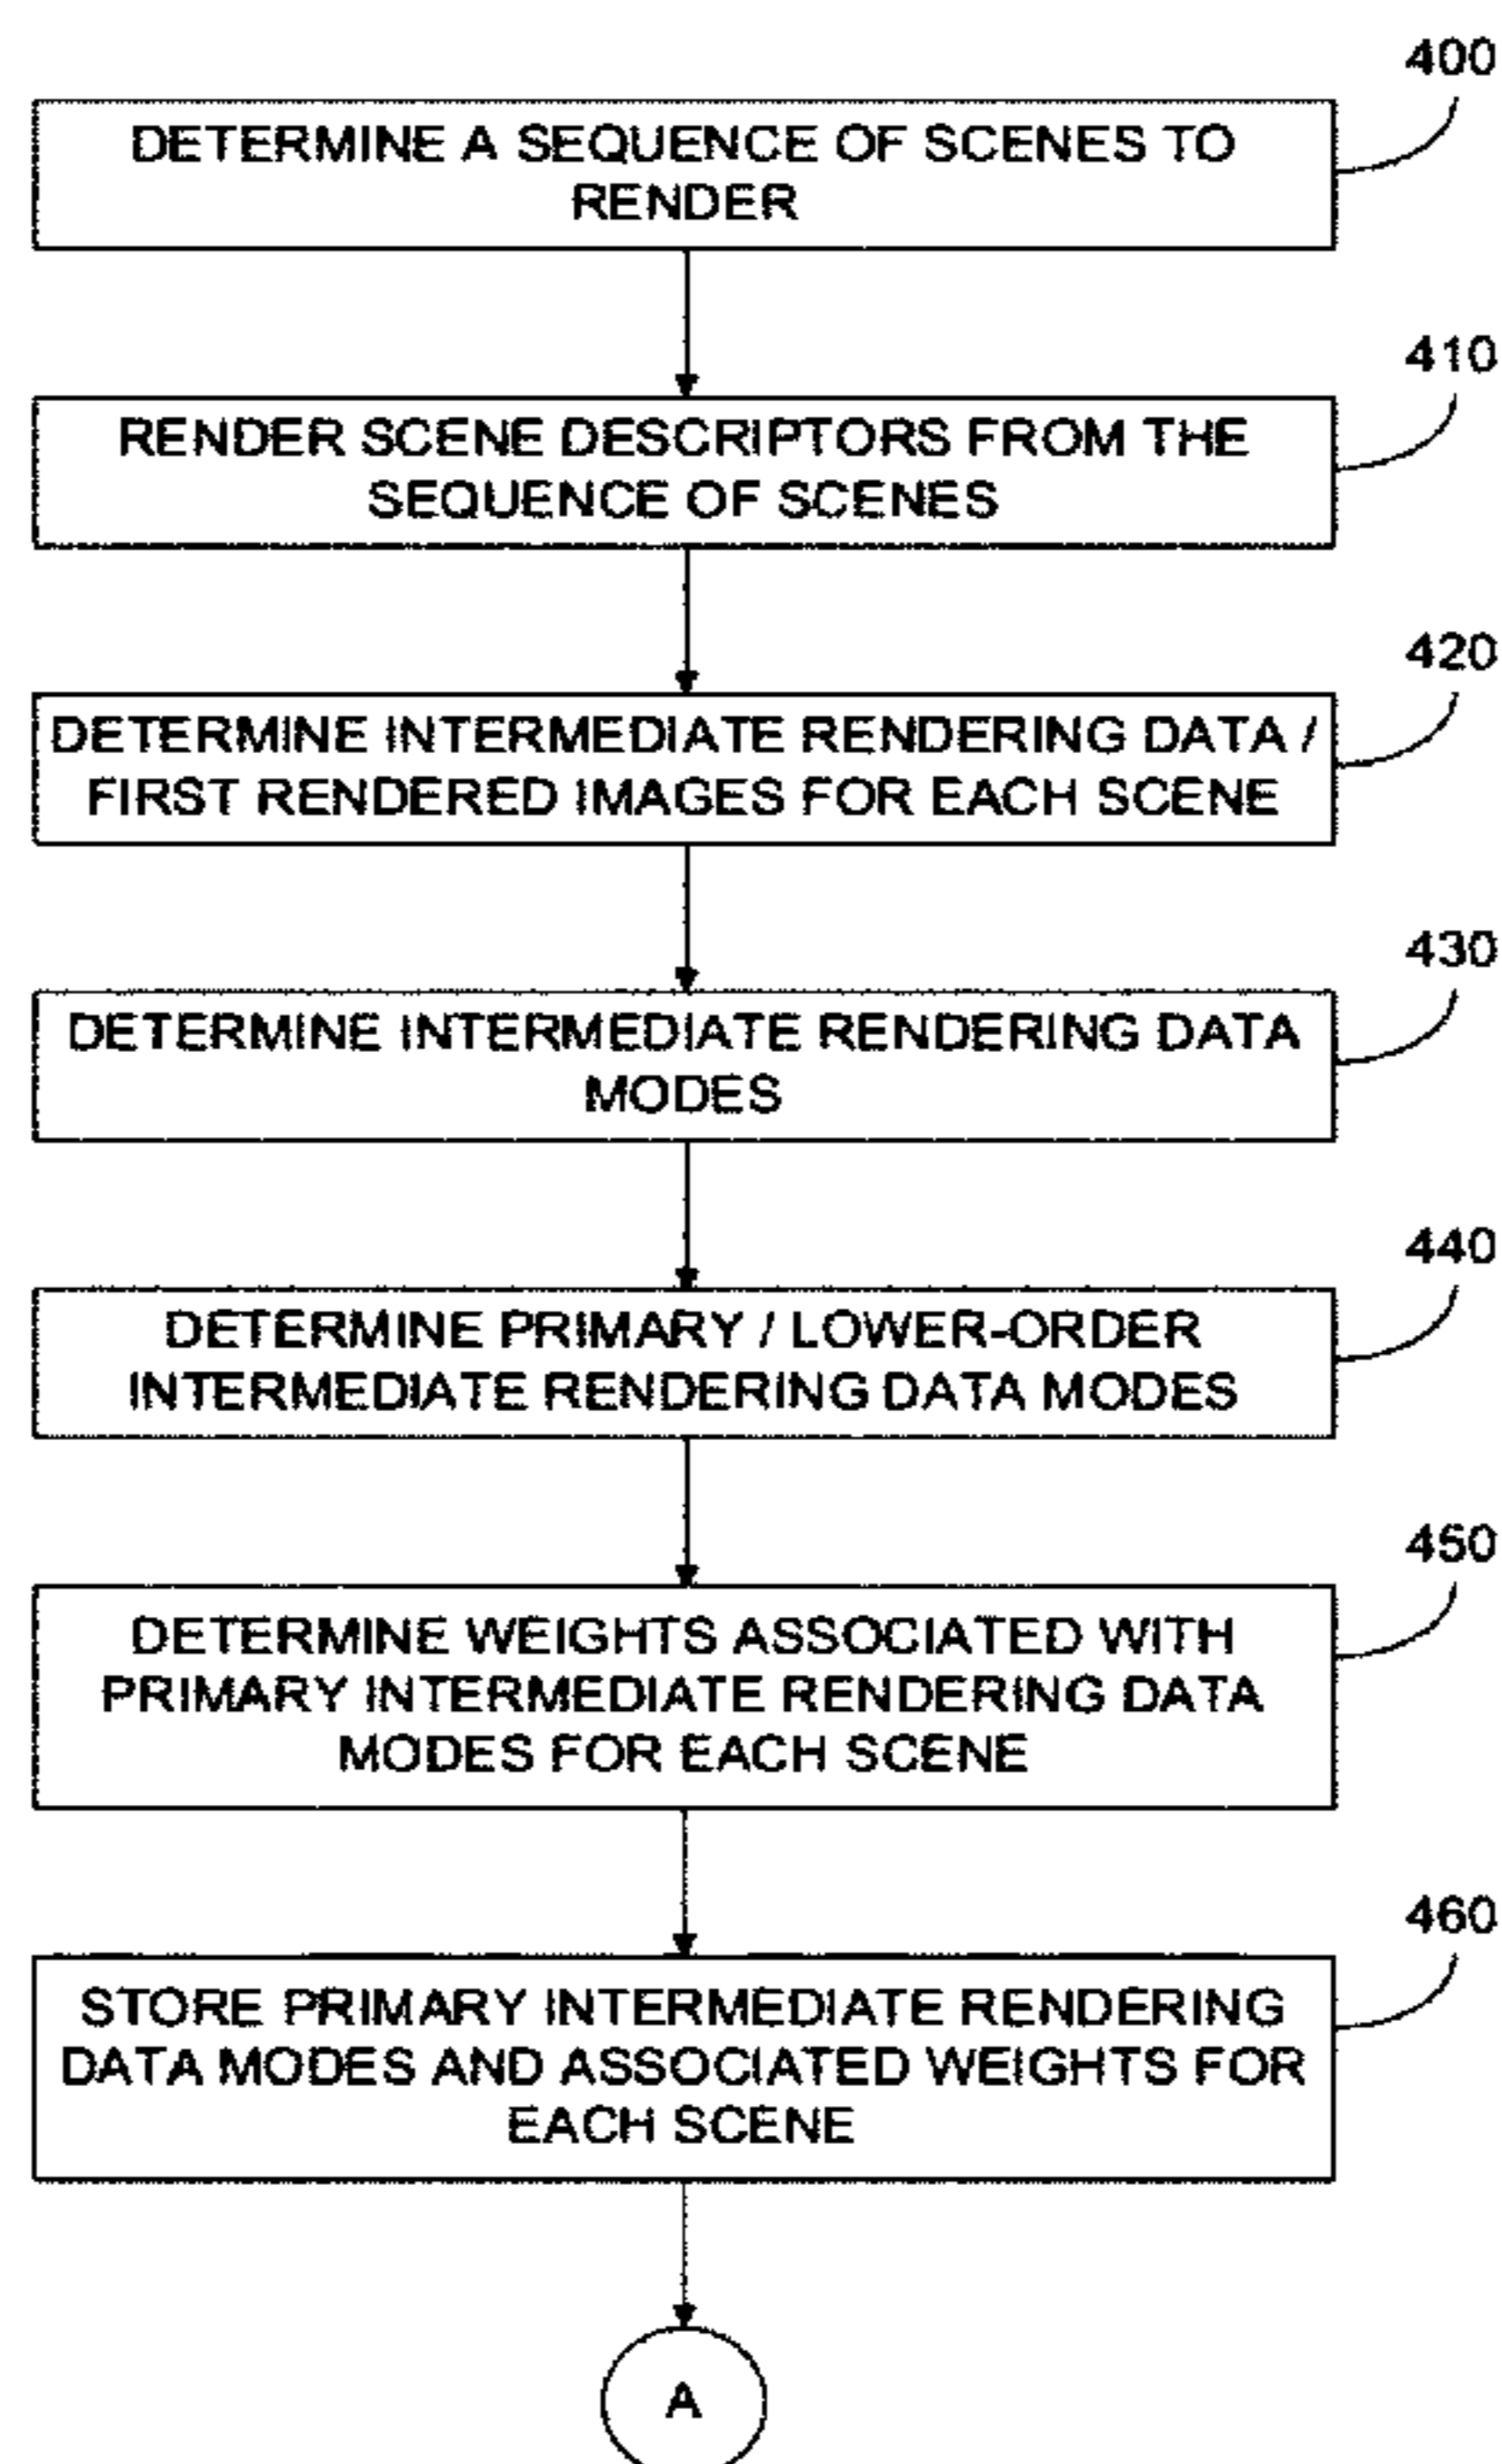 400
DETERMINE A SEQUENCE OF SCENES TO
RENDER
410
RENDER SCENE DESCRIPTORS FROM THE
SEQUENCE OF SCENES
420
DETERMINE INTERMEDIATE RENDERING DATA /
FIRST RENDERED IMAGES FOR EACH SCENE
430
DETERMINE INTERMEDIATE RENDERING DATA
MODES
440
DETERMINE PRIMARY / LOWER-ORDER
INTERMEDIATE RENDERING DATA MODES
450
DETERMINE WEIGHTS ASSOCIATED WITH
PRIMARY INTERMEDIATE RENDERING DATA
MODES FOR EACH SCENE
460
STORE PRIMARY INTERMEDIATE RENDERING
DATA MODES AND ASSOCIATED WEIGHTS FOR
EACH SCENE
A